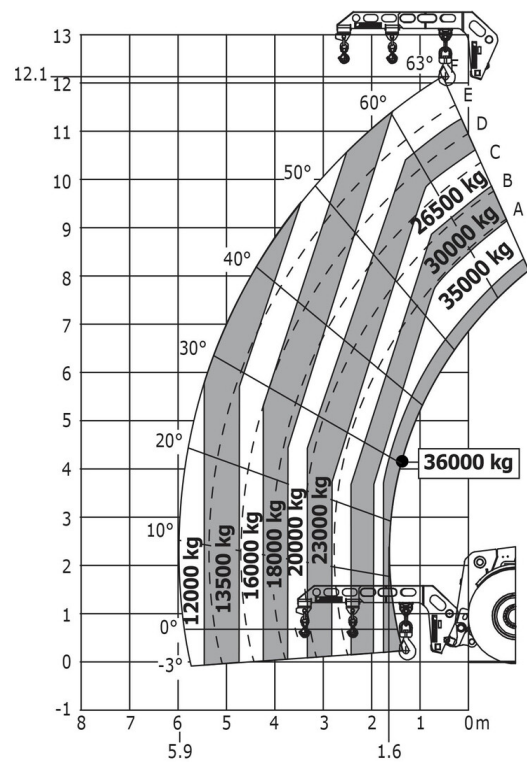 13
12.1
12
11
10
9
8
7
6
5
4
3
2
1
0
-1
63°
F
E
D
C
B
A
60°
50°
40°
30°
20°
10°
0°
-3°
26500 kg
30000 kg
35000 kg
36000 kg
12000 kg
13500 kg
16000 kg
18000 kg
20000 kg
23000 kg
8 7 6 5 4 3 2 1 0 m
5.9 1.6